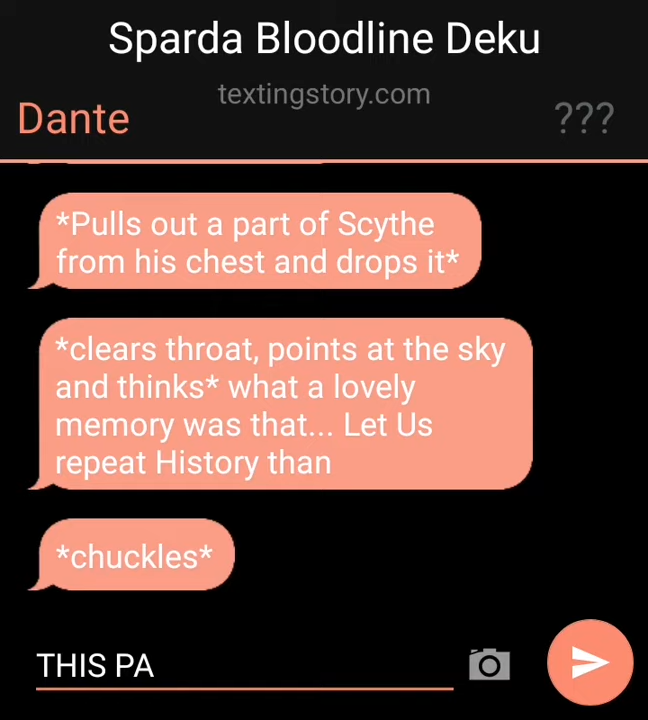 Sparda Bloodline Deku
textingstory.com
Dante
???
*Pulls out a part of Scythe
from his chest and drops it*
*clears throat, points at the sky
and thinks* what a lovely
memory was that... Let Us
repeat History than
*chuckles*
THIS PA